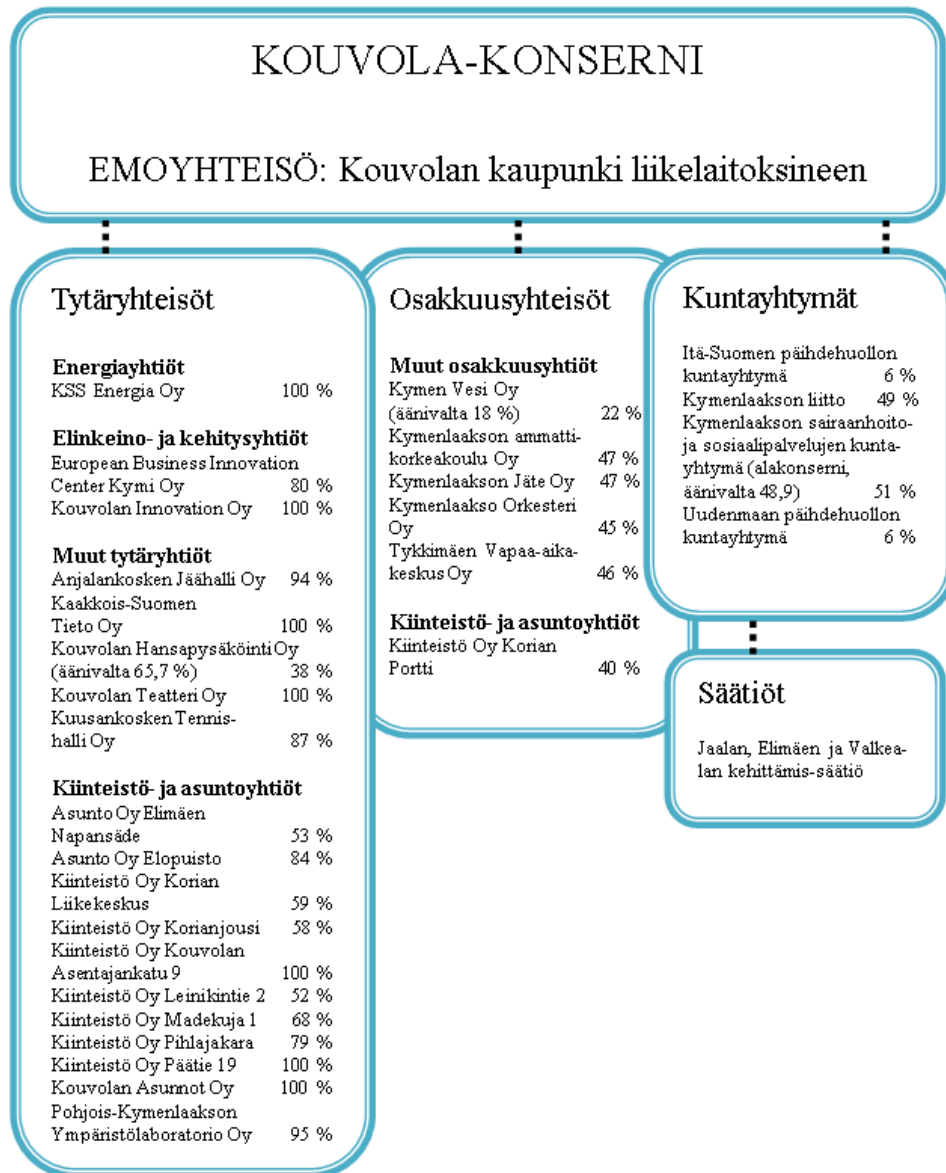 KOUVOLA-KONSERNI
EMOYHTEISÖ: Kouvolan kaupunki liikelaitoksineen
Tytäryhteisöt
Energiayhtiöt
KSS Energia Oy 100 %
Elinkeino- ja kehitysyhtiöt
European Business Innovation
Center Kymi Oy 80 %
Kouvolan Innovation Oy 100 %
Muut tytäryhtiöt
Anjalankosken Jäähalli Oy 94 %
Kaakkois-Suomen
Tieto Oy 100 %
Kouvolan Hansapysäköinti Oy
(äänivalta 65,7 %) 38 %
Kouvolan Teatteri Oy 100 %
Kuusankosken Tennis-
halli Oy 87 %
Kiinteistö- ja asuntoyhtiöt
Asunto Oy Elimäen
Napansäde 53 %
Asunto Oy Elopuisto 84 %
Kiinteistö Oy Korian
Liikekeskus 59 %
Kiinteistö Oy Korianjousi 58 %
Kiinteistö Oy Kouvolan
Asentajankatu 9 100 %
Kiinteistö Oy Leinikintie 2 52 %
Kiinteistö Oy Madekuja 1 68 %
Kiinteistö Oy Pihlajakara 79 %
Kiinteistö Oy Päätie 19 100 %
Kouvolan Asunnot Oy 100 %
Pohjois-Kymenlaakson
Ympäristölaboratorio Oy 95 %
Osakkuusyhteisöt
Muut osakkuusyhtiöt
Kymen Vesi Oy
(äänivalta 18 %) 22 %
Kymenlaakson ammatti-
korkeakoulu Oy 47 %
Kymenlaakson Jäte Oy 47 %
Kymenlaakso Orkesteri
Oy 45 %
Tykkimäen Vapaa-aika-
keskus Oy 46 %
Kiinteistö- ja asuntoyhtiöt
Kiinteistö Oy Korian
Portti 40 %
Kuntayhtymät
Itä-Suomen päihdehuollon
kuntayhtymä 6 %
Kymenlaakson liitto 49 %
Kymenlaakson sairaanhoito-
ja sosiaalipalvelujen kunta-
yhtymä (alakonserni,
äänivalta 48,9) 51 %
Uudenmaan päihdehuollon
kuntayhtymä 6 %
Säätiöt
Jaalan, Elimäen ja Valkea-
lan kehittämis-säätiö